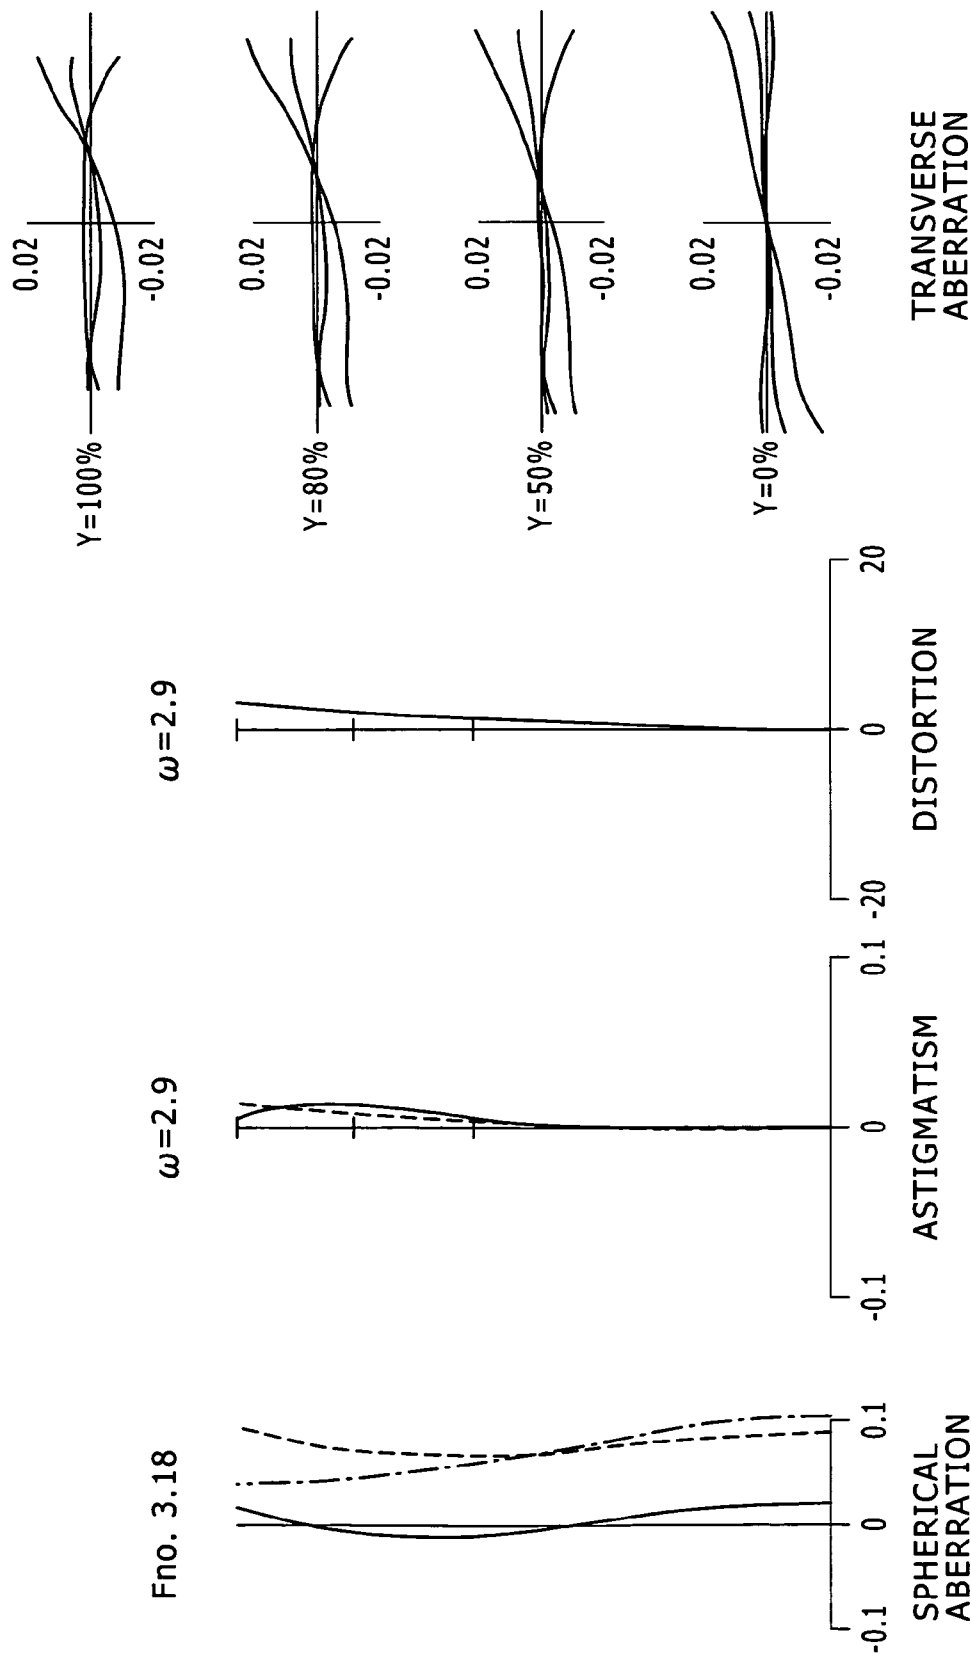 Fno. 3.18
-0.1
0
0.1
SPHERICAL
ABERRATION
ω=2.9
-0.1
0
0.1
ASTIGMATISM
ω=2.9
-20
0
20
DISTORTION
Y=100%
0.02
-0.02
Y=80%
0.02
-0.02
Y=50%
0.02
-0.02
Y=0%
0.02
-0.02
TRANSVERSE
ABERRATION